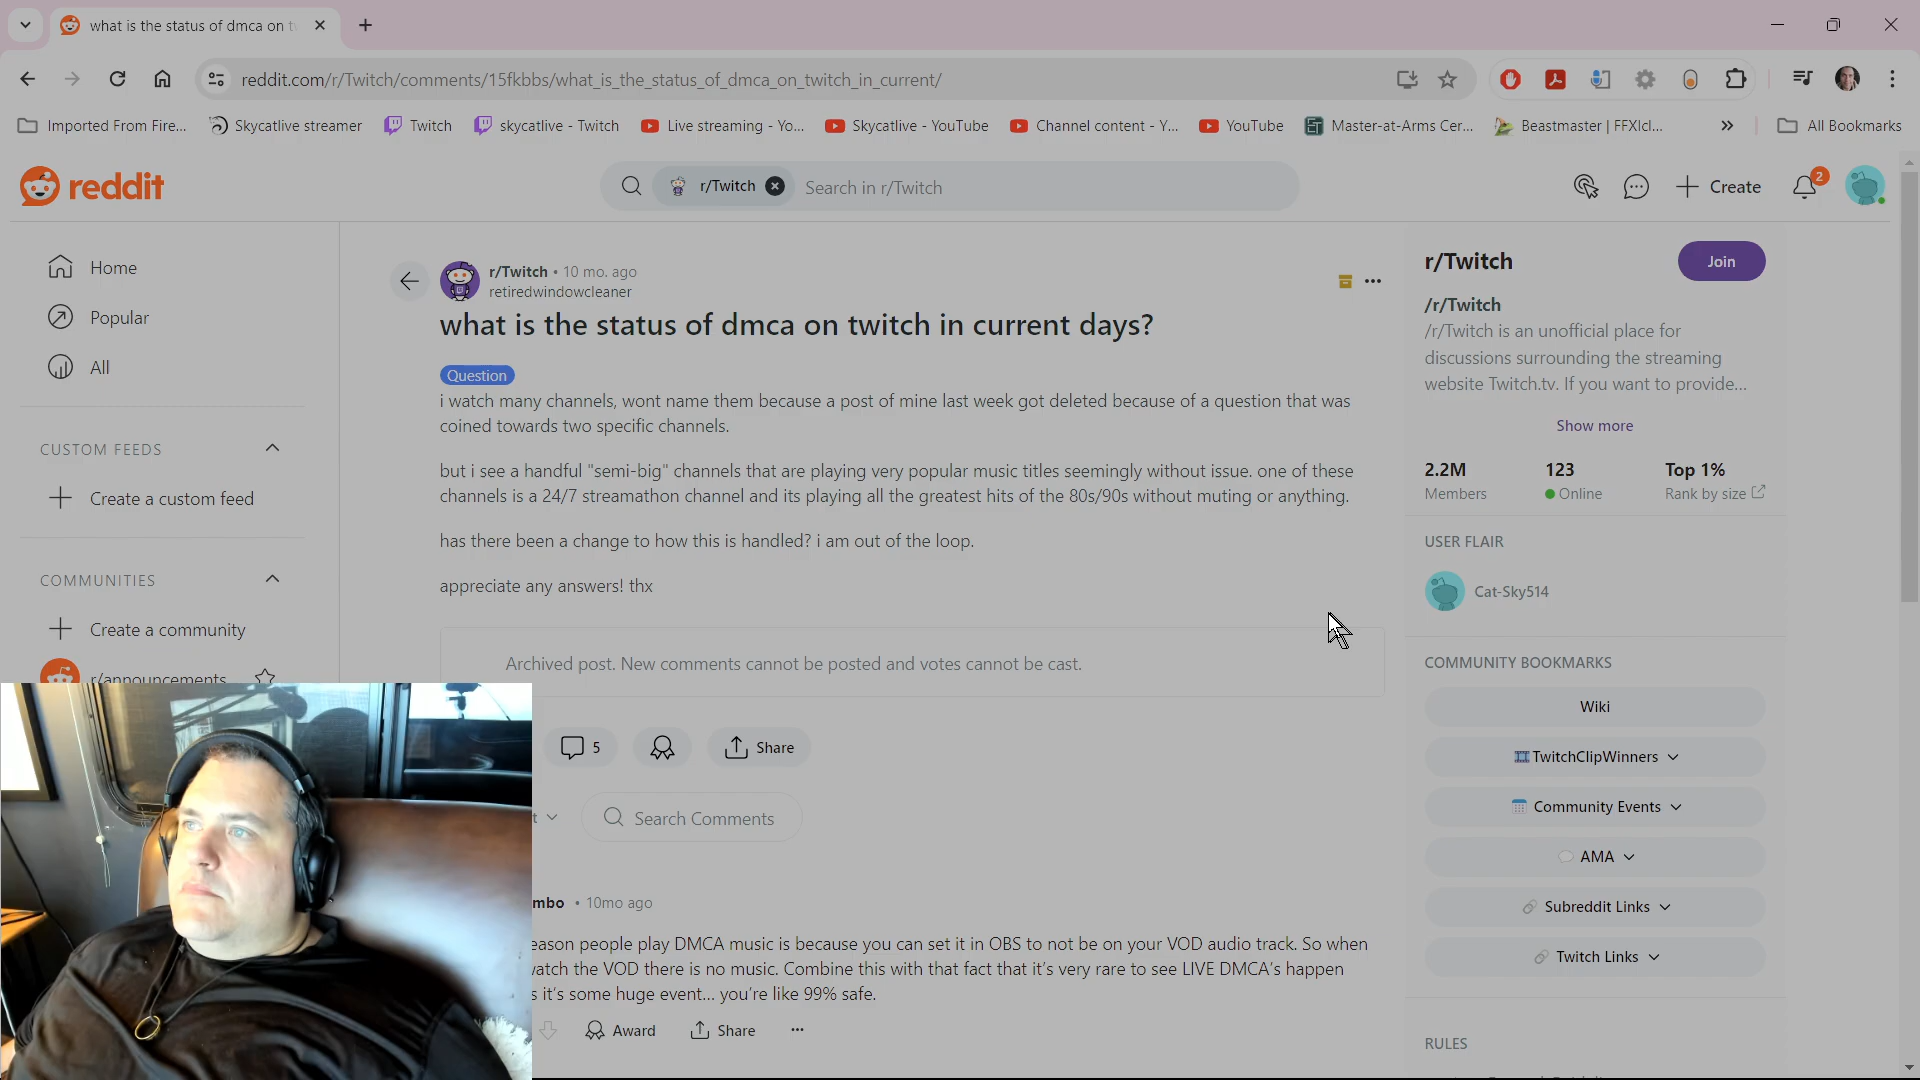 what is the status of dmca on tw
reddit.com/r/Twitch/comments/15fkbbs/what_is_the_status_of_dmca_on_twitch_in_current/
Imported From Fire... Skycatlive streamer Twitch skycatlive - Twitch Live streaming - Yo... Skycatlive - YouTube Channel content - Y... YouTube Master-at-Arms Cer... Beastmaster | FFXIcl... » All Bookmarks
reddit r/Twitch Search in r/Twitch Create 2
Home
Popular
All
CUSTOM FEEDS
Create a custom feed
COMMUNITIES
Create a community
r/announcements
r/Twitch • 10 mo. ago
retiredwindowcleaner
what is the status of dmca on twitch in current days?
Question
i watch many channels, wont name them because a post of mine last week got deleted because of a question that was
coined towards two specific channels.
but i see a handful "semi-big" channels that are playing very popular music titles seemingly without issue. one of these
channels is a 24/7 streamathon channel and its playing all the greatest hits of the 80s/90s without muting or anything.
has there been a change to how this is handled? i am out of the loop.
appreciate any answers! thx
Archived post. New comments cannot be posted and votes cannot be cast.
5 Share
t Search Comments
mbo • 10mo ago
eason people play DMCA music is because you can set it in OBS to not be on your VOD audio track. So when
atch the VOD there is no music. Combine this with that fact that it's very rare to see LIVE DMCA's happen
s it's some huge event... you're like 99% safe.
Award Share
r/Twitch Join
/r/Twitch
/r/Twitch is an unofficial place for
discussions surrounding the streaming
website Twitch.tv. If you want to provide...
Show more
2.2M 123 Top 1%
Members Online Rank by size
USER FLAIR
Cat-Sky514
COMMUNITY BOOKMARKS
Wiki
TwitchClipWinners
Community Events
AMA
Subreddit Links
Twitch Links
RULES